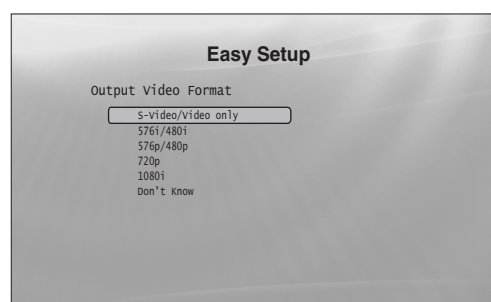 Easy Setup
Output Video Format
S-Video/Video only
576i/480i
576p/480p
720p
1080i
Don't Know